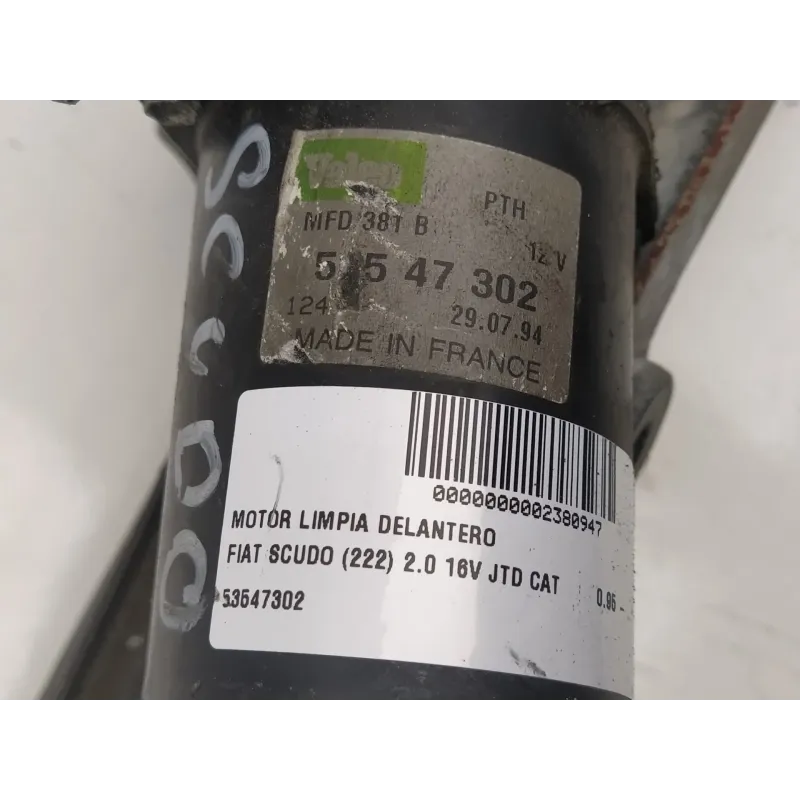 SCUDO
Valeo
PTH
MFD 38T B
12 V
47 302
124
29.07.94
MADE IN FRANCE
0000000002380947
MOTOR LIMPIA DELANTERO
FIAT SCUDO (222) 2.0 16V JTD CAT 0.95 -
53547302